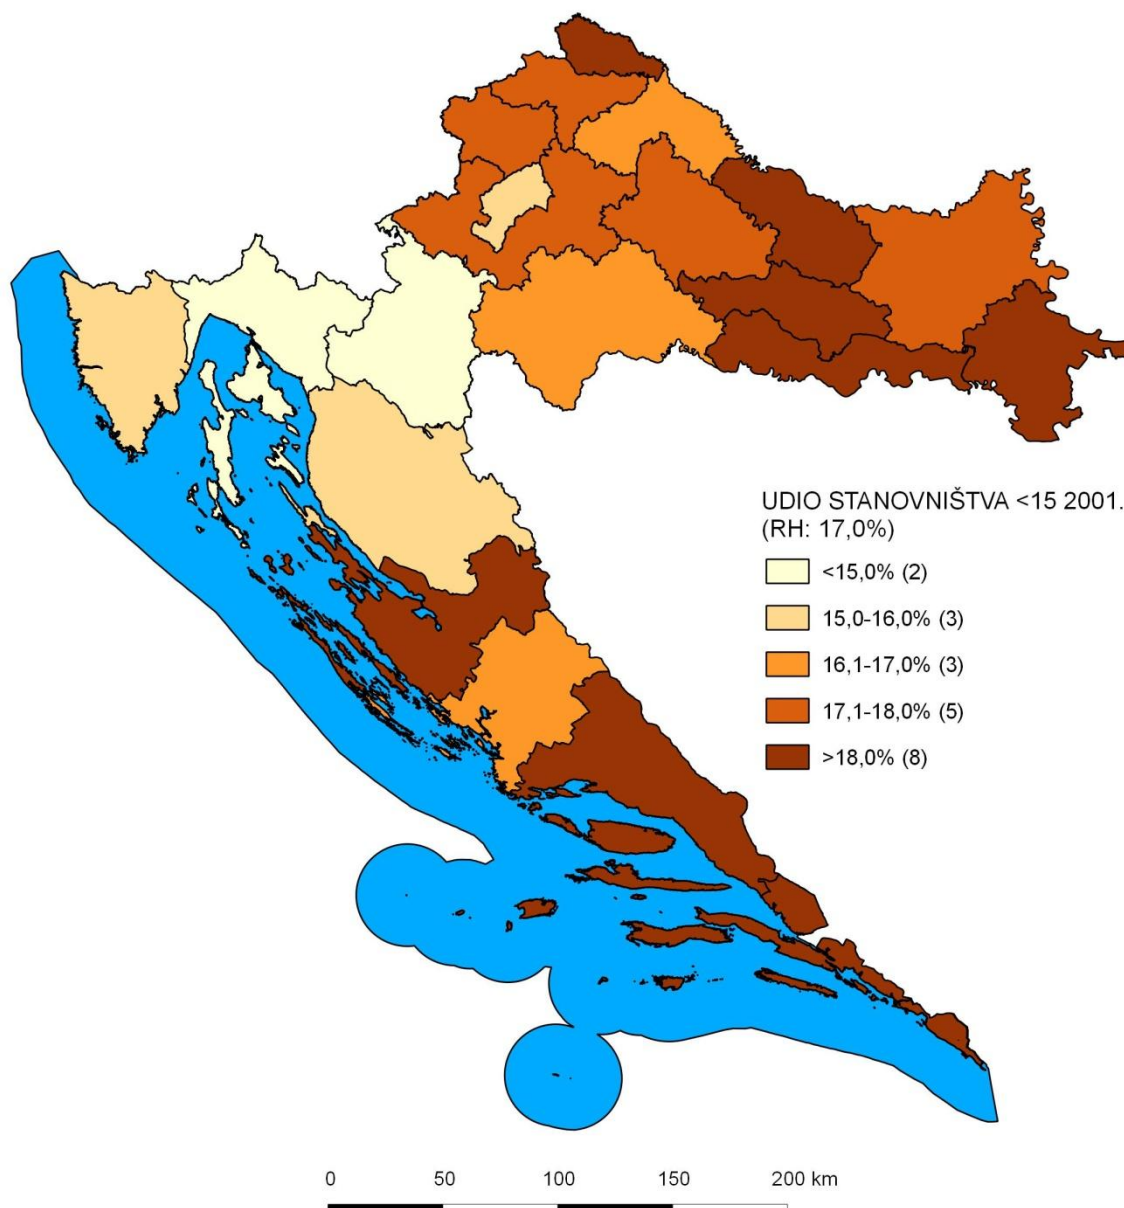 UDIO STANOVNIŠTVA <15 2001.
(RH: 17,0%)
<15,0% (2)
15,0-16,0% (3)
16,1-17,0% (3)
17,1-18,0% (5)
>18,0% (8)
0 50 100 150 200 km